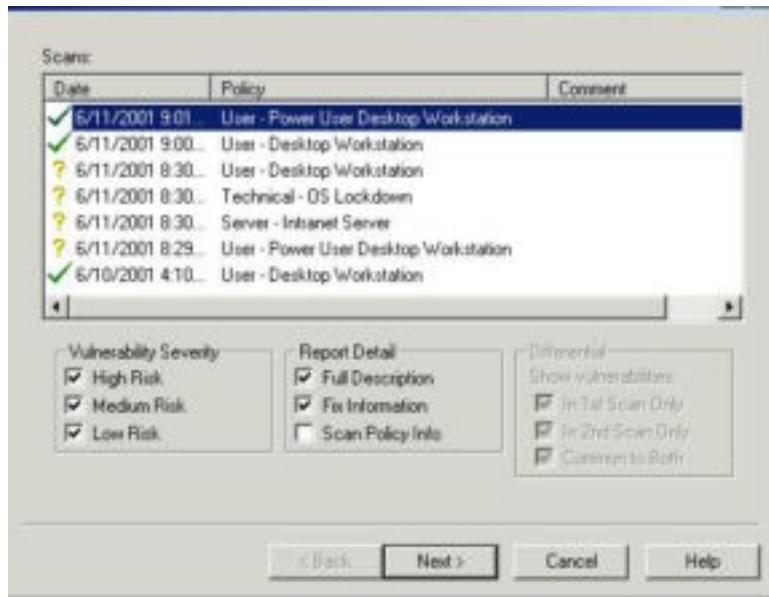 Scans:
Date Policy Comment
6/11/2001 9:01... User - Power User Desktop Workstation
6/11/2001 9:00... User - Desktop Workstation
? 6/11/2001 8:30... User - Desktop Workstation
? 6/11/2001 8:30... Technical - OS Lockdown
? 6/11/2001 8:30... Server - Intranet Server
? 6/11/2001 8:29... User - Power User Desktop Workstation
6/10/2001 4:10... User - Desktop Workstation
Vulnerability Severity
High Risk
Medium Risk
Low Risk
Report Detail
Full Description
Fix Information
Scan Policy Info
Differential
Show vulnerabilities
In 1st Scan Only
In 2nd Scan Only
Common to Both
< Back Next > Cancel Help